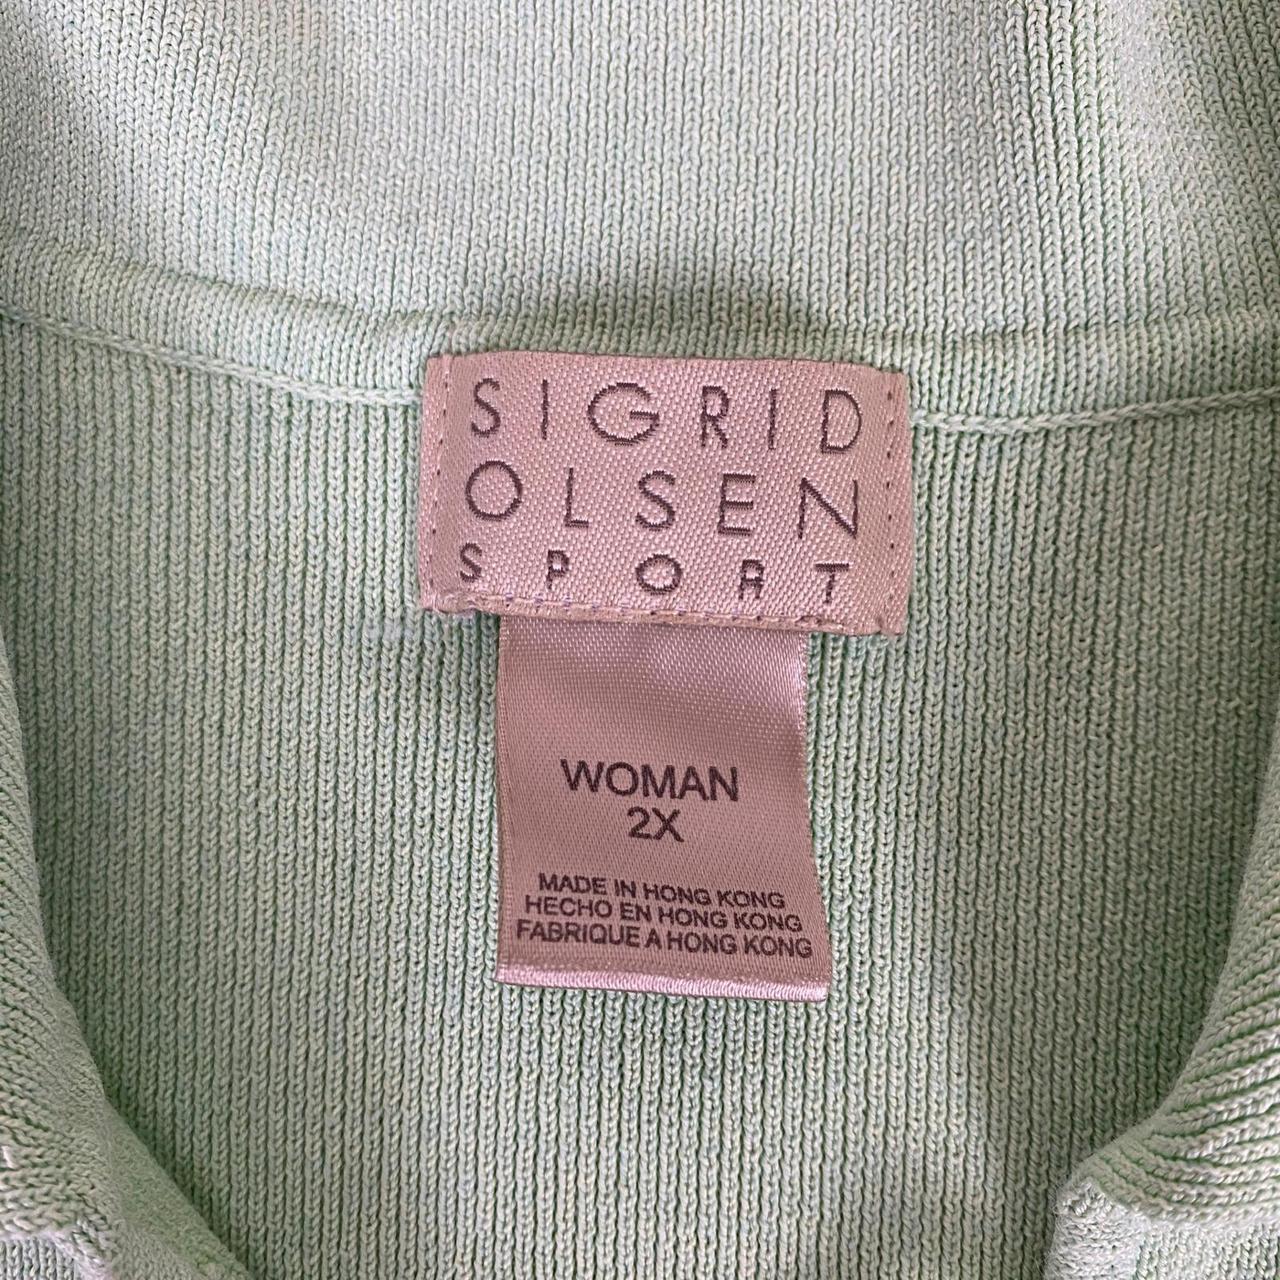 SIGRID
OLSEN
SPORT
WOMAN
2X
MADE IN HONG KONG
HECHO EN HONG KONG
FABRIQUE A HONG KONG